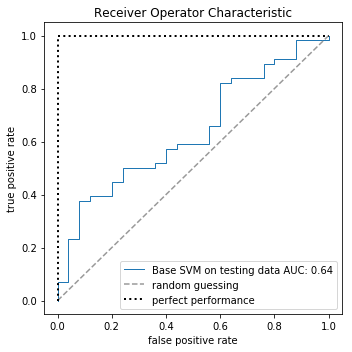 Receiver Operator Characteristic
1.0
0.8
0.6
0.4
0.2
0.0
true positive rate
Base SVM on testing data AUC: 0.64
random guessing
perfect performance
0.0 0.2 0.4 0.6 0.8 1.0
false positive rate